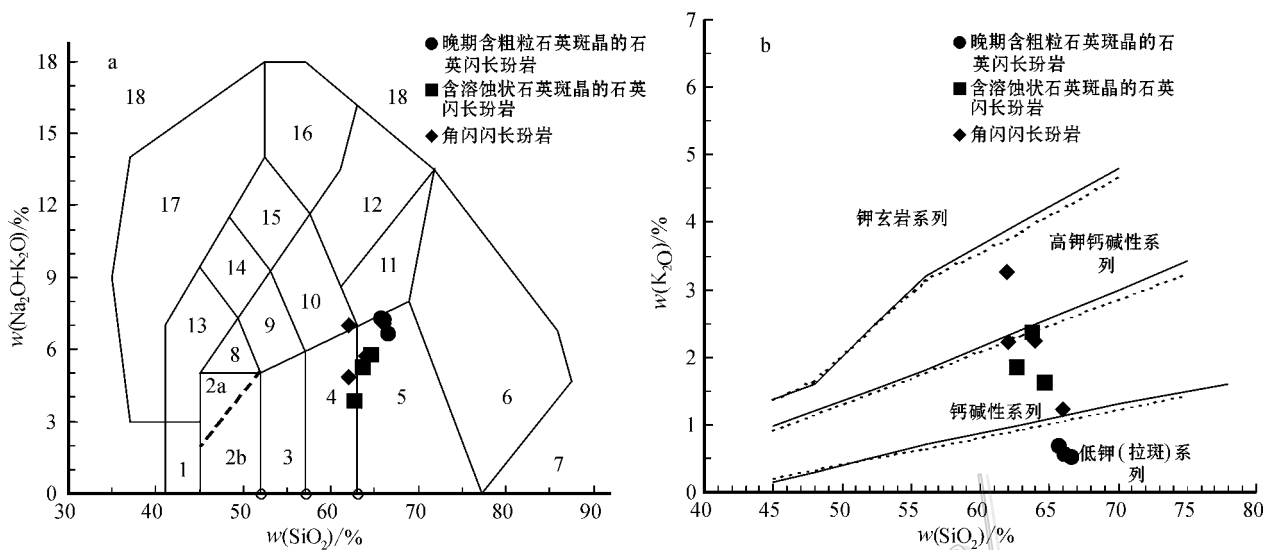 a
18
15
12
9
6
3
0
w(Na₂O+K₂O)/%
30
40
50
60
70
80
90
w(SiO₂)/%
18
18
17
16
15
14
13
12
11
10
9
8
7
6
5
4
3
2a
2b
1
晚期含粗粒石英斑晶的石
英闪长玢岩
含溶蚀状石英斑晶的石英
闪长玢岩
角闪闪长玢岩
b
7
6
5
4
3
2
1
0
w(K₂O)/%
40
45
50
55
60
65
70
75
80
w(SiO₂)/%
晚期含粗粒石英斑晶的石
英闪长玢岩
含溶蚀状石英斑晶的石英
闪长玢岩
角闪闪长玢岩
钾玄岩系列
高钾钙碱性系
列
钙碱性系列
低钾(拉斑)系
列